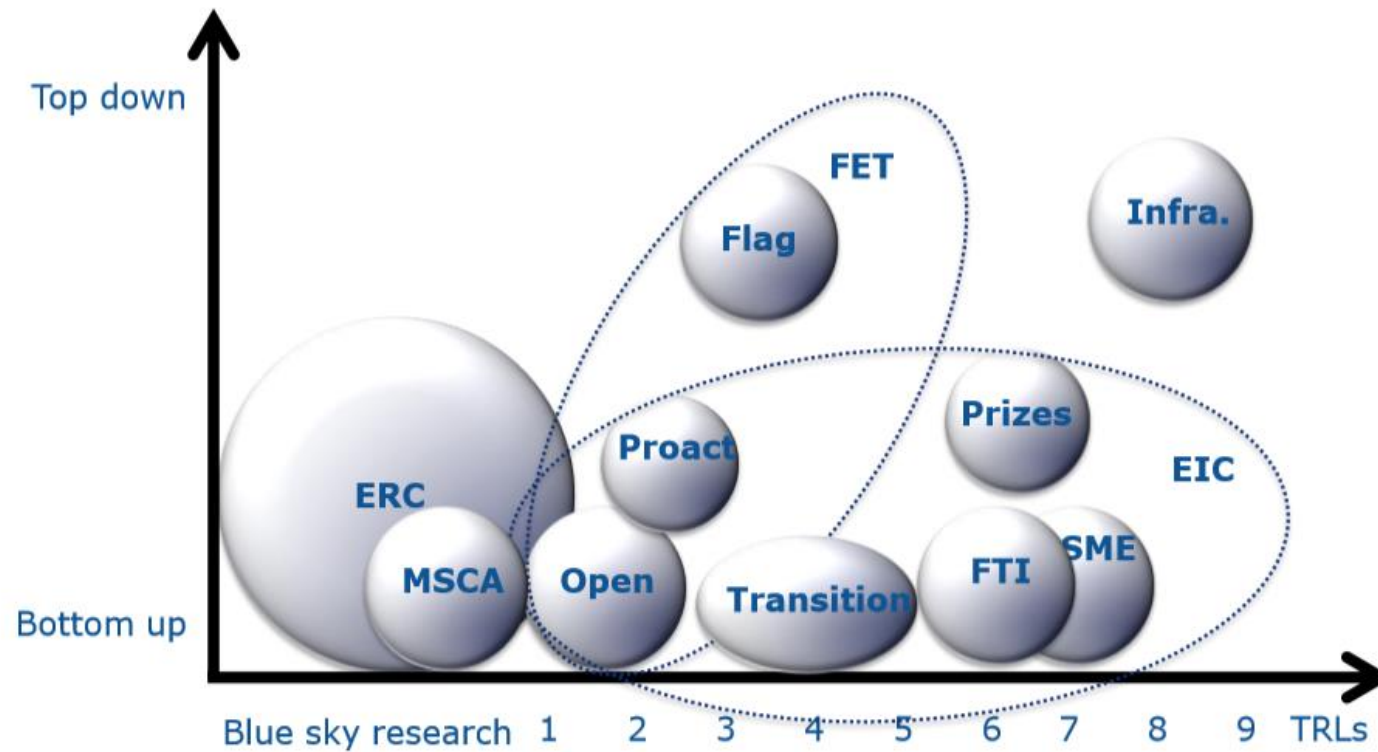 Top down
FET
Infra.
Flag
Prizes
Proact
EIC
ERC
SME
MSCA
Open
FTI
Transition
Bottom up
Blue sky research 1 2 3 4 5 6 7 8 9 TRLs